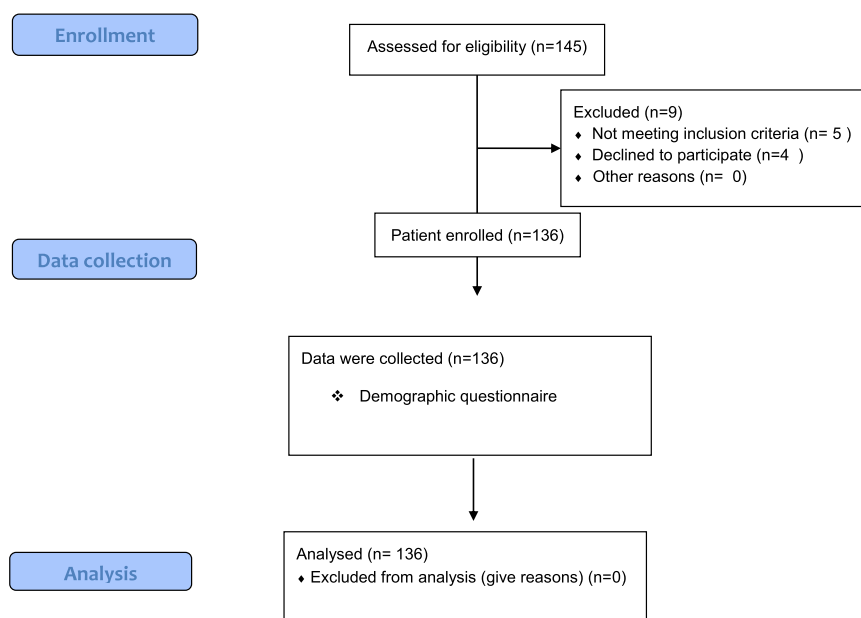 Enrollment
Assessed for eligibility (n=145)
Excluded (n=9)
♦ Not meeting inclusion criteria (n= 5 )
♦ Declined to participate (n=4  )
♦ Other reasons (n=  0)
Patient enrolled (n=136)
Data collection
Data were collected (n=136)
❖ Demographic questionnaire
Analysed (n= 136)
♦ Excluded from analysis (give reasons) (n=0)
Analysis